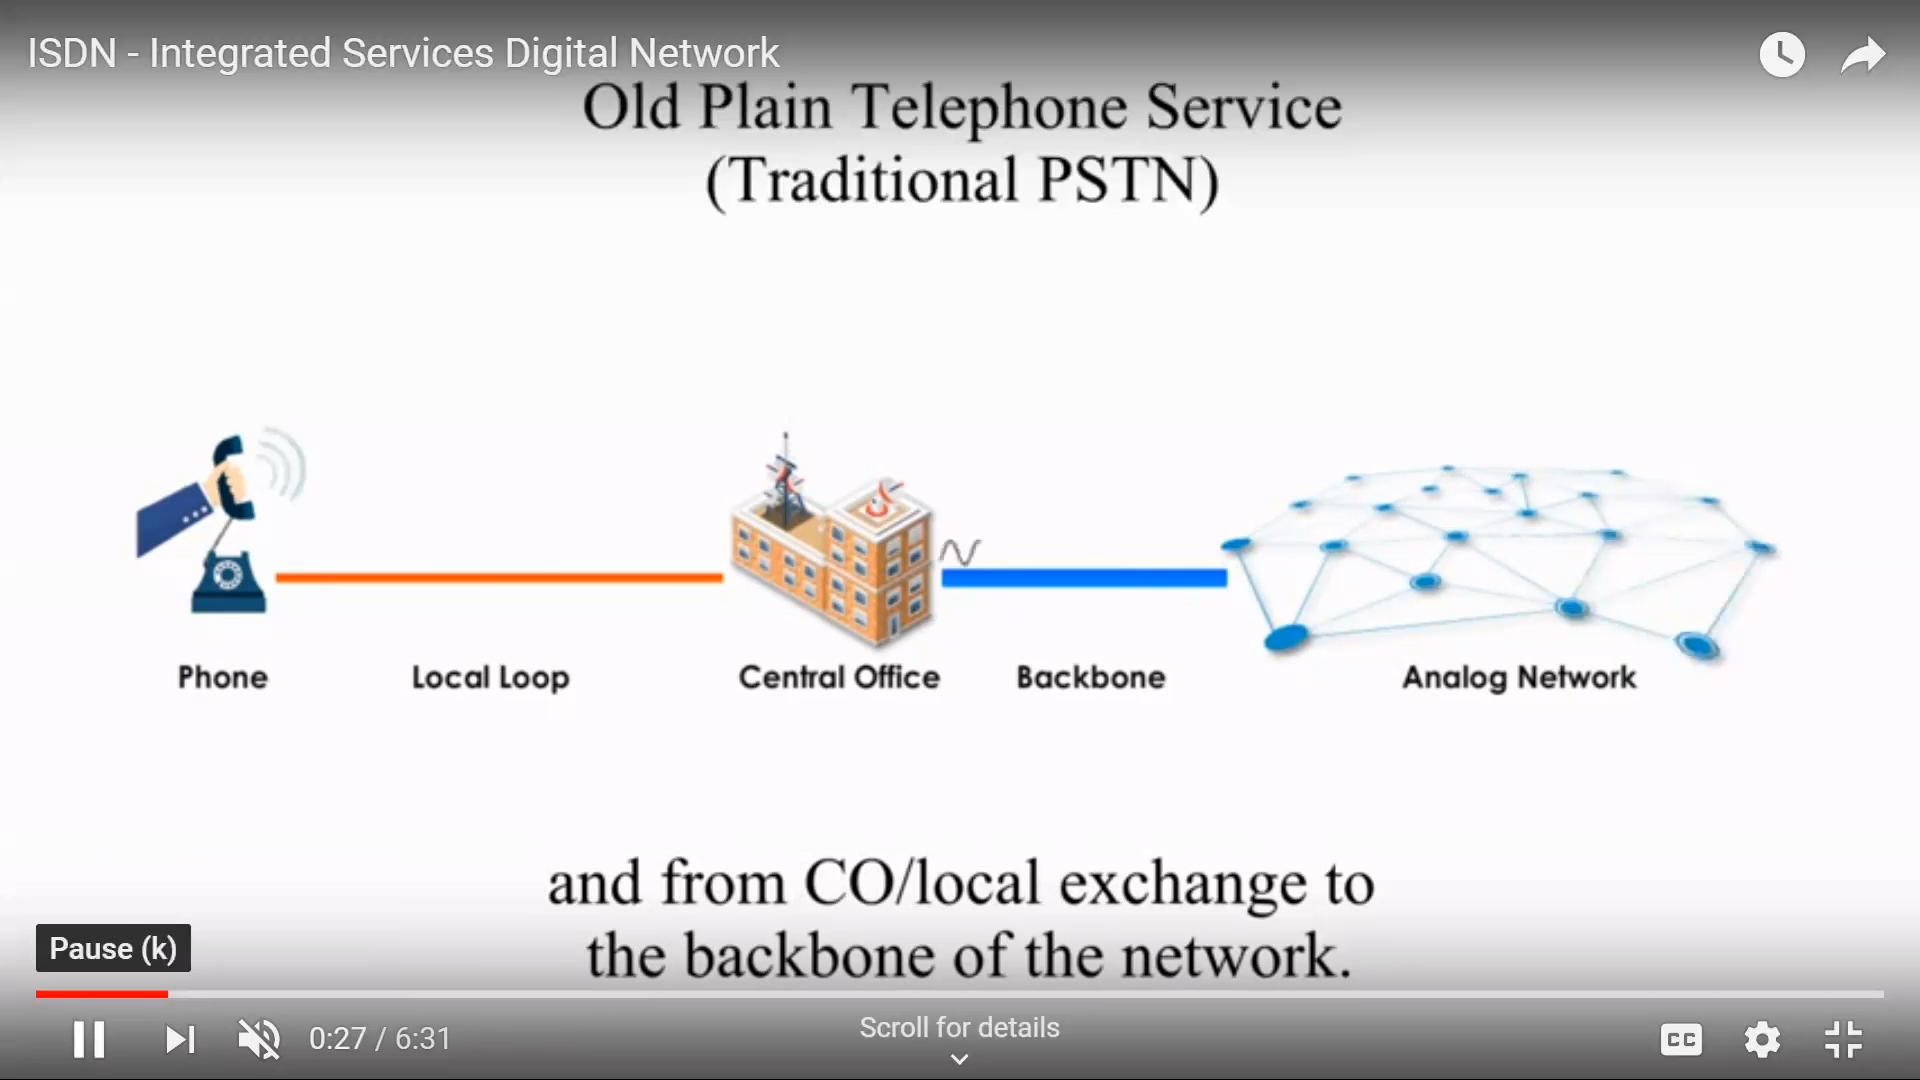 ISDN - Integrated Services Digital Network
Old Plain Telephone Service
(Traditional PSTN)
Phone
Local Loop
Central Office
Backbone
Analog Network
and from CO/local exchange to
the backbone of the network.
Pause (k)
0:27 / 6:31
Scroll for details
CC